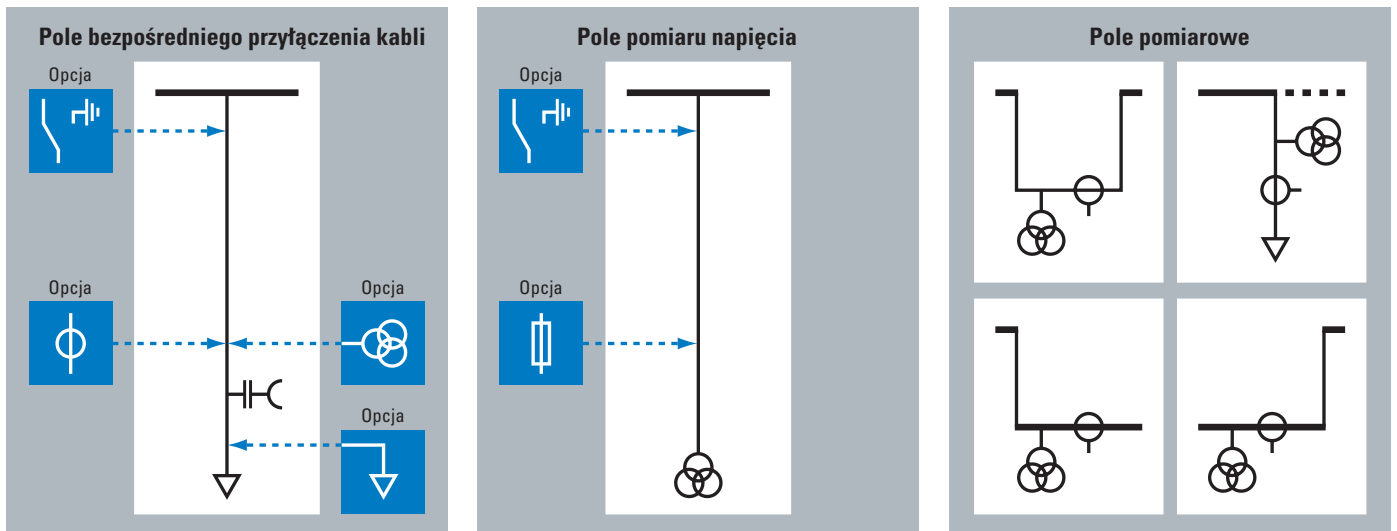 Pole bezpośredniego przyłączenia kabli
Opcja
Opcja
Opcja
Opcja
Pole pomiaru napięcia
Opcja
Opcja
Pole pomiarowe